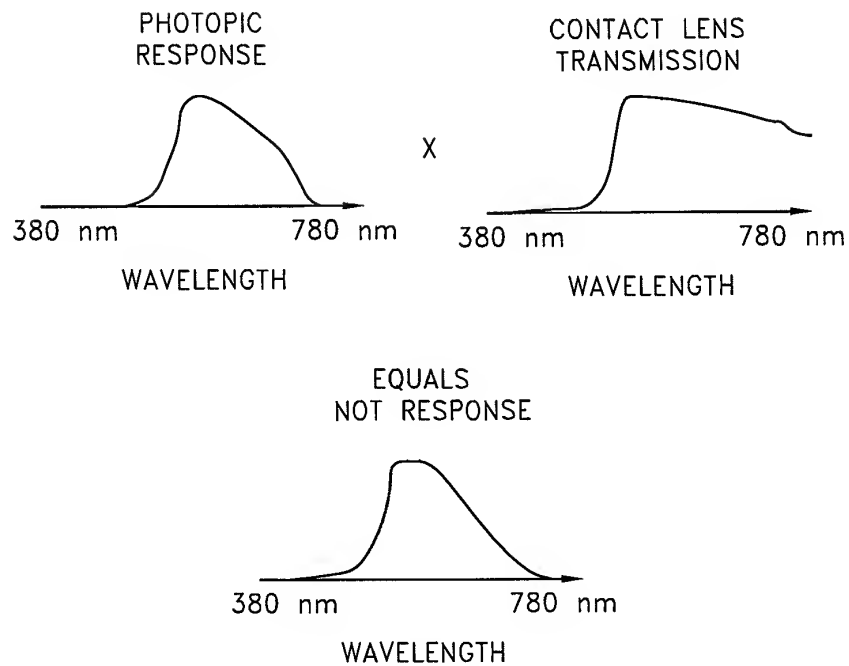 PHOTOPIC
RESPONSE
CONTACT LENS
TRANSMISSION
X
380 nm
780 nm
380 nm
780 nm
WAVELENGTH
WAVELENGTH
EQUALS
NOT RESPONSE
380 nm
780 nm
WAVELENGTH